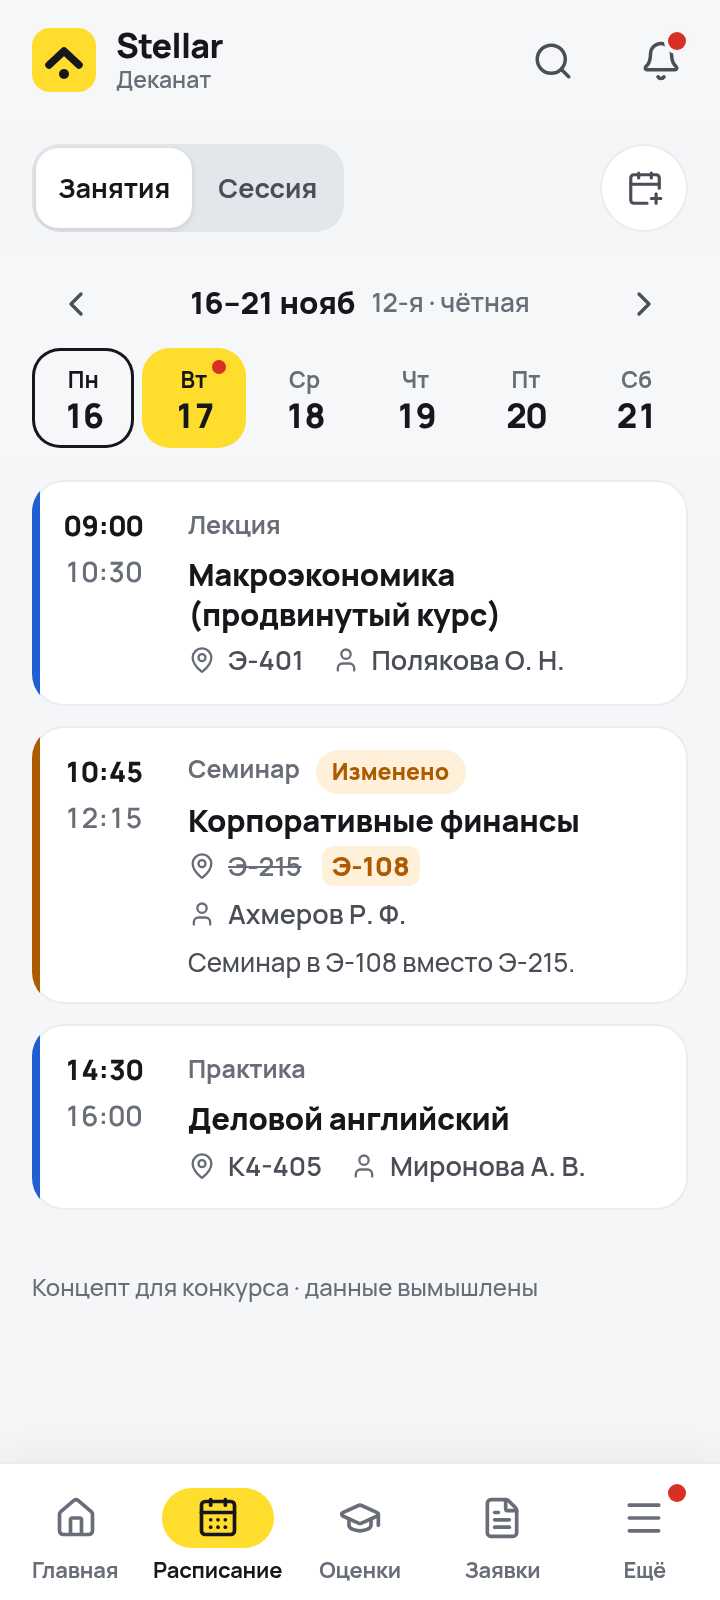 Stellar
Деканат
Занятия Сессия
16–21 нояб 12-я · чётная
Пн Вт Ср Чт Пт Сб
16 17 18 19 20 21
09:00 Лекция
10:30 Макроэкономика
(продвинутый курс)
Э-401 Полякова О. Н.
10:45 Семинар Изменено
12:15 Корпоративные финансы
Э-215 Э-108
Ахмеров Р. Ф.
Семинар в Э-108 вместо Э-215.
14:30 Практика
16:00 Деловой английский
К4-405 Миронова А. В.
Концепт для конкурса · данные вымышлены
Главная Расписание Оценки Заявки Ещё